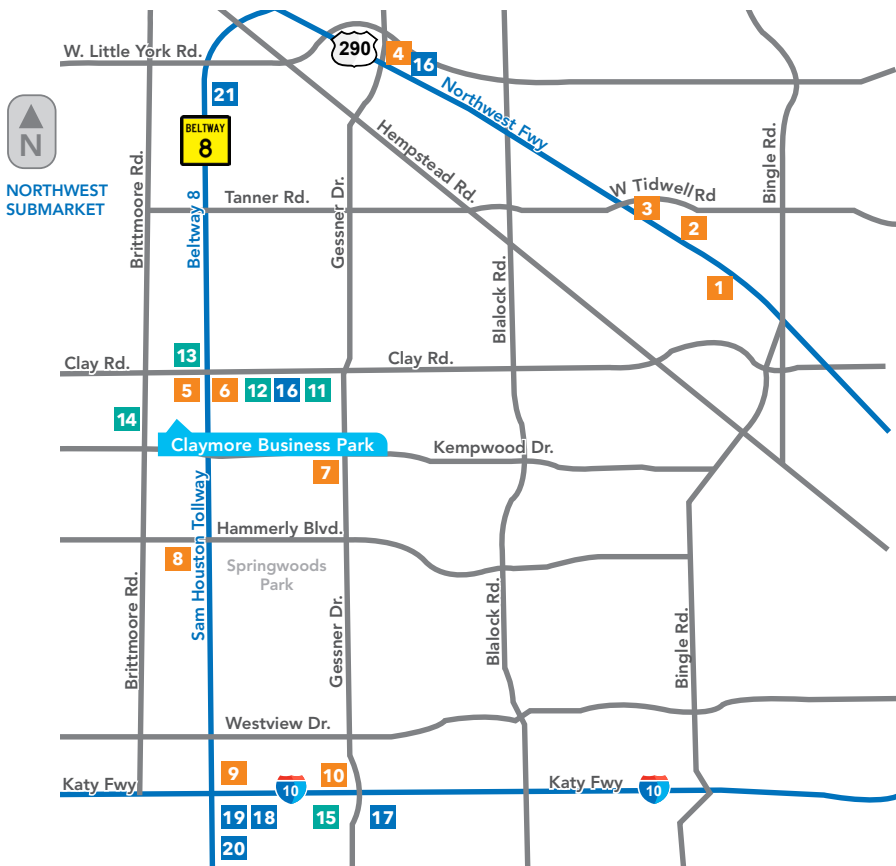 W. Little York Rd.
290
4
16
21
Northwest Fwy
BELTWAY
8
N
NORTHWEST
SUBMARKET
Hempstead Rd.
Bingle Rd.
Brittmoore Rd.
Tanner Rd.
Gessner Dr.
W Tidwell Rd
3
2
Beltway 8
Blalock Rd.
1
13
Clay Rd.
Clay Rd.
5
6
12
16
11
14
Claymore Business Park
Kempwood Dr.
7
Sam Houston Tollway
Hammerly Blvd.
8
Springwoods
Park
Brittmoore Rd.
Gessner Dr.
Blalock Rd.
Bingle Rd.
Westview Dr.
9
10
Katy Fwy
10
Katy Fwy
10
19
18
15
17
20